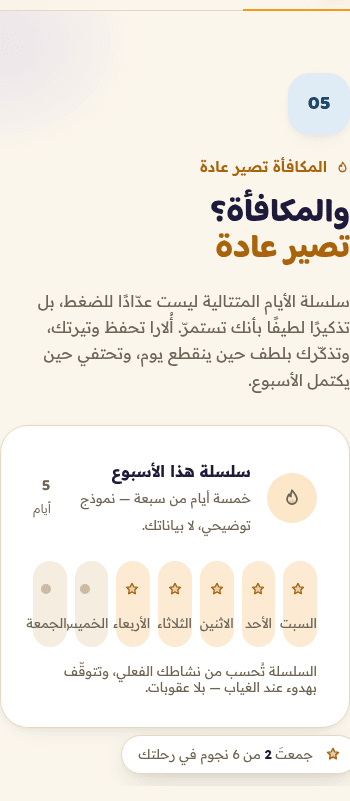 05
المكافأة تصير عادة
والمكافأة؟
تصير عادة
سلسلة الأيام المتتالية ليست عدّادًا للضغط، بل
تذكيرًا لطيفًا بأنك تستمرّ. ألارا تحفظ وتيرتك،
وتذكّرك بلطف حين ينقطع يوم، وتحتفي حين
يكتمل الأسبوع.
سلسلة هذا الأسبوع
خمسة أيام من سبعة — نموذج
توضيحي، لا بياناتك.
5
أيام
السبت
الأحد
الاثنين
الثلاثاء
الأربعاء
الخميس
الجمعة
السلسلة تُحسب من نشاطك الفعلي، وتتوقّف
بهدوء عند الغياب — بلا عقوبات.
جمعتَ 2 من 6 نجوم في رحلتك